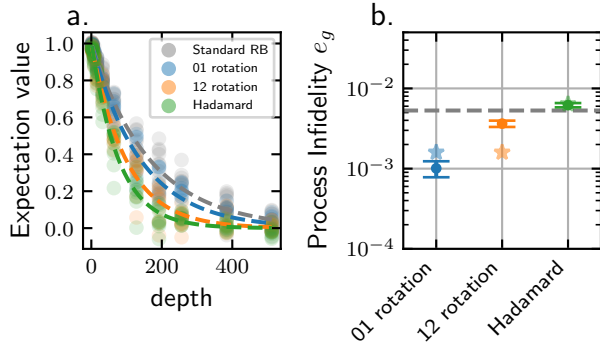 a.
Expectation value
1.0
0.8
0.6
0.4
0.2
0.0
0
200
400
depth
Standard RB
01 rotation
12 rotation
Hadamard
b.
Process Infidelity e_g
10⁻²
10⁻³
10⁻⁴
01 rotation
12 rotation
Hadamard